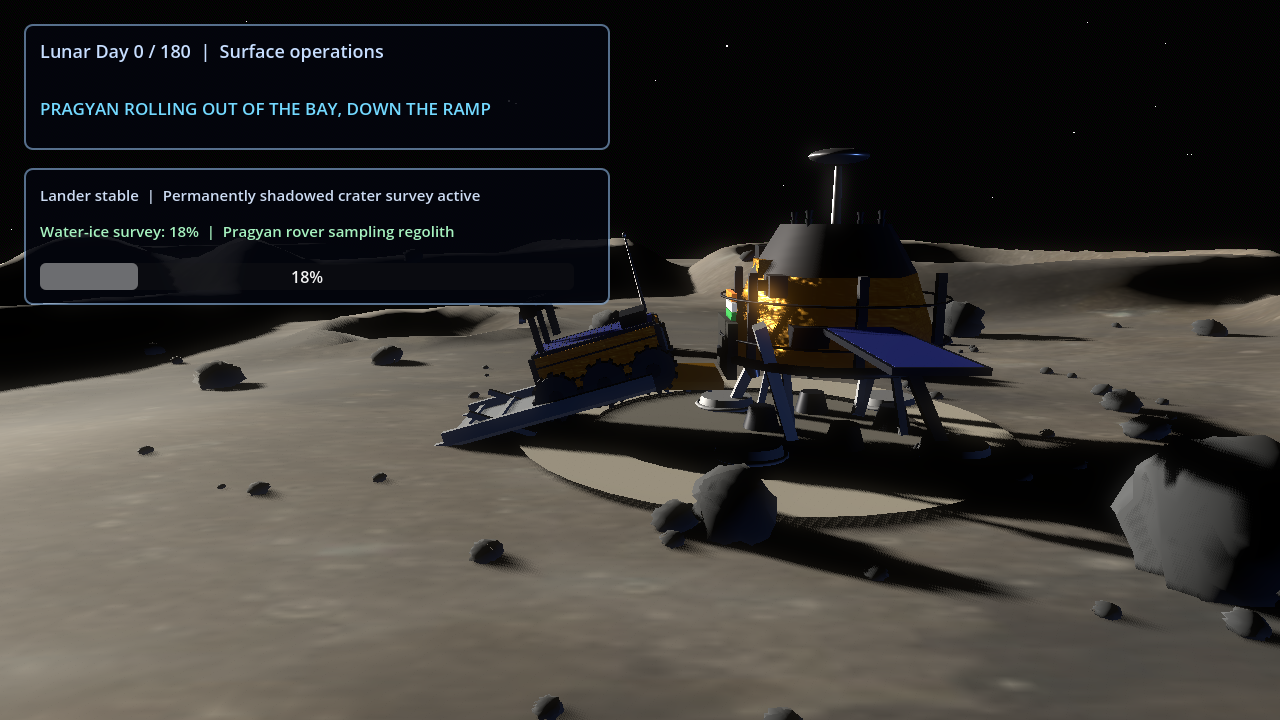 Lunar Day 0 / 180 | Surface operations
PRAGYAN ROLLING OUT OF THE BAY, DOWN THE RAMP
Lander stable | Permanently shadowed crater survey active
Water-ice survey: 18% | Pragyan rover sampling regolith
18%